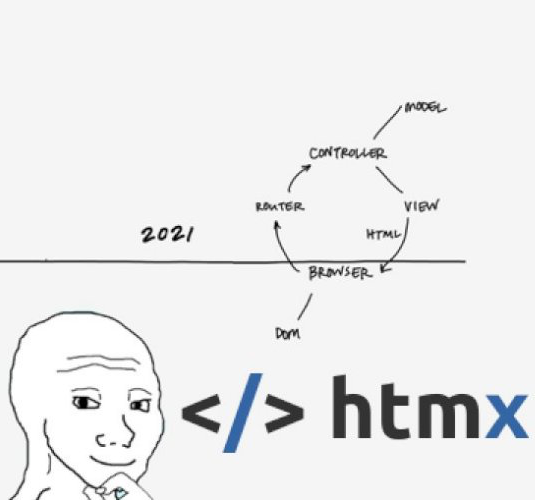 MODEL
CONTROLLER
ROUTER
VIEW
2021
HTML
BROWSER
DOM
</> htmx